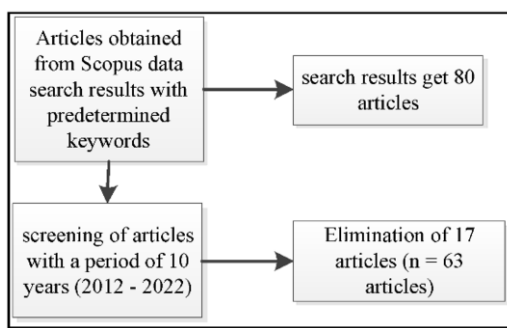 Articles obtained
from Scopus data
search results with
predetermined
keywords
search results get 80
articles
screening of articles
with a period of 10
years (2012 - 2022)
Elimination of 17
articles (n = 63
articles)